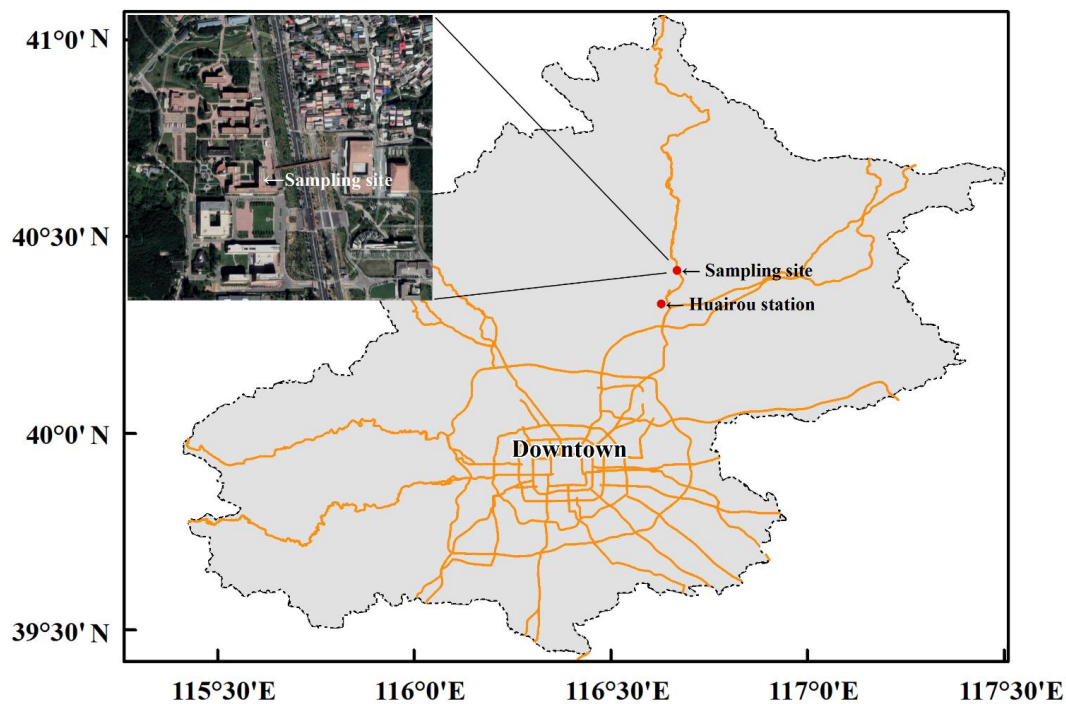 41°0' N
40°30' N
40°0' N
39°30' N
←Sampling site
← Sampling site
← Huairou station
Downtown
115°30'E
116°0'E
116°30'E
117°0'E
117°30'E